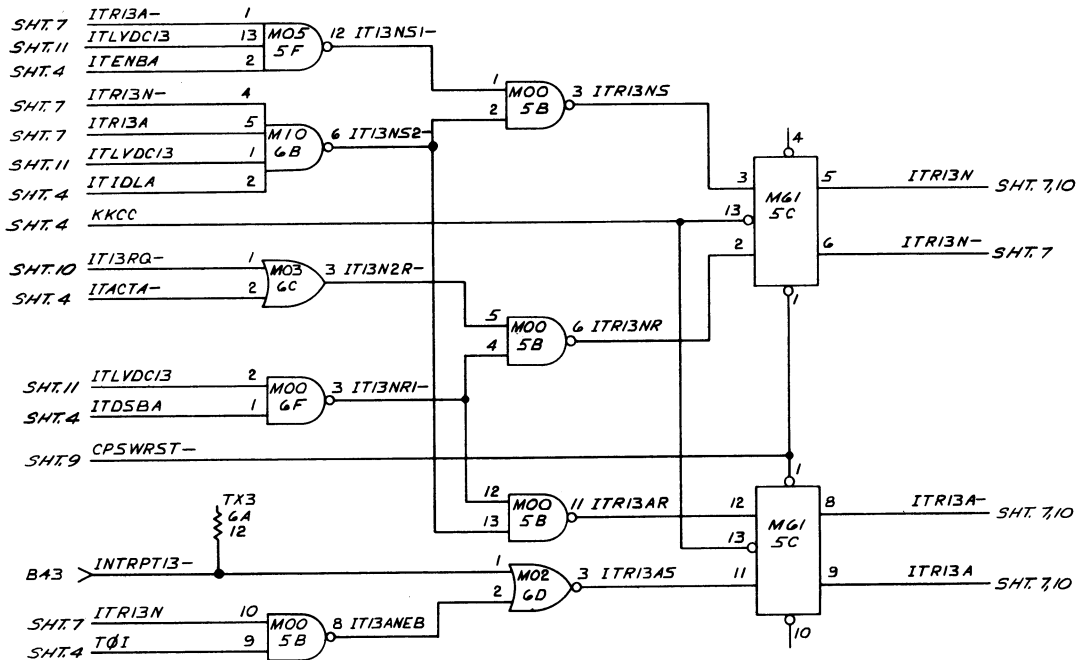 SHT. 7 ITR13A- 1
SHT. 11 ITLVDC13 13
SHT. 4 ITENBA 2
M05
5F
12 IT13NS1-
SHT. 7 ITR13N- 4
SHT. 7 ITR13A 5
SHT. 11 ITLVDC13 1
SHT. 4 ITIDLA 2
M10
6B
6 IT13NS2-
1
2
M00
5B
3 ITR13NS
SHT. 4 KKCC
4
3
13
2
M61
5C
5 ITR13N SHT. 7,10
6 ITR13N- SHT. 7
1
SHT. 10 IT13RQ- 1
SHT. 4 ITACTA- 2
M03
6C
3 IT13N2R-
5
4
M00
5B
6 ITR13NR
SHT. 11 ITLVDC13 2
SHT. 4 ITDSBA 1
M00
6F
3 IT13NR1-
SHT. 9 CPSWRST-
12
13
M00
5B
11 ITR13AR
1
12
13
11
M61
5C
8 ITR13A- SHT. 7,10
9 ITR13A SHT. 7,10
10
TX3
6A
12
B43 INTRPT13-
1
2
M02
6D
3 ITR13AS
SHT. 7 ITR13N 10
SHT. 4 TØI 9
M00
5B
8 IT13ANEB